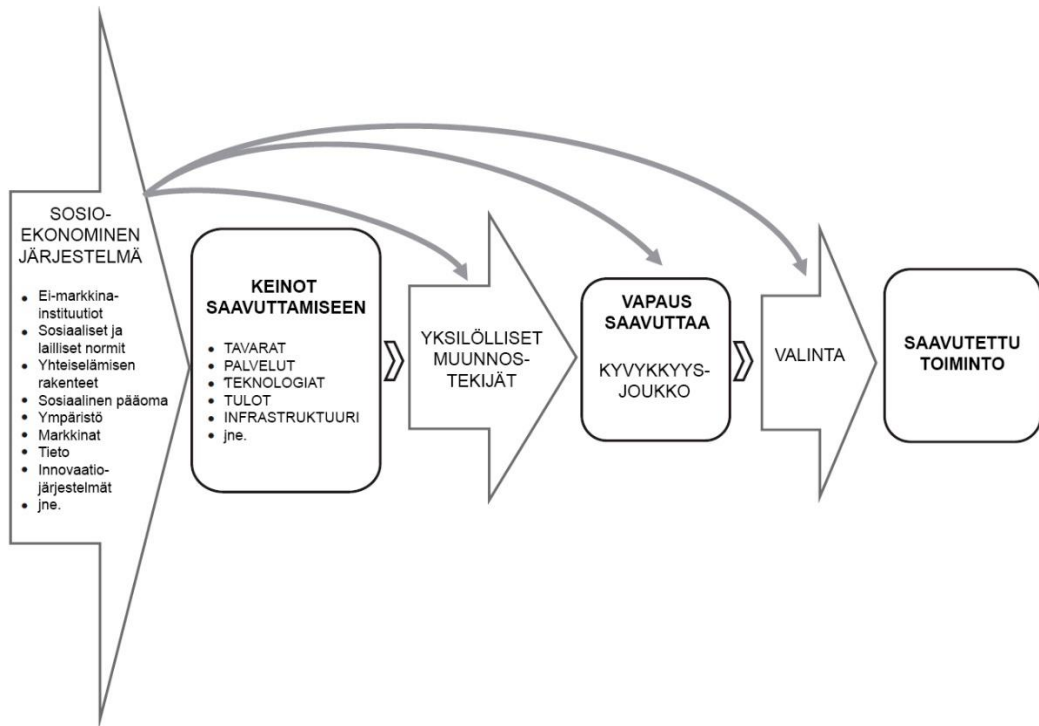 SOSIO-
EKONOMINEN
JÄRJESTELMÄ
• Ei-markkina-
instituutiot
• Sosiaaliset ja
lailliset normit
• Yhteiselämisen
rakenteet
• Sosiaalinen pääoma
• Ympäristö
• Markkinat
• Tieto
• Innovaatio-
järjestelmät
• jne.
KEINOT
SAAVUTTAMISEEN
• TAVARAT
• PALVELUT
• TEKNOLOGIAT
• TULOT
• INFRASTRUKTUURI
• jne.
YKSILÖLLISET
MUUNNOS-
TEKIJÄT
VAPAUS
SAAVUTTAA
KYVYKKYYS-
JOUKKO
VALINTA
SAAVUTETTU
TOIMINTO